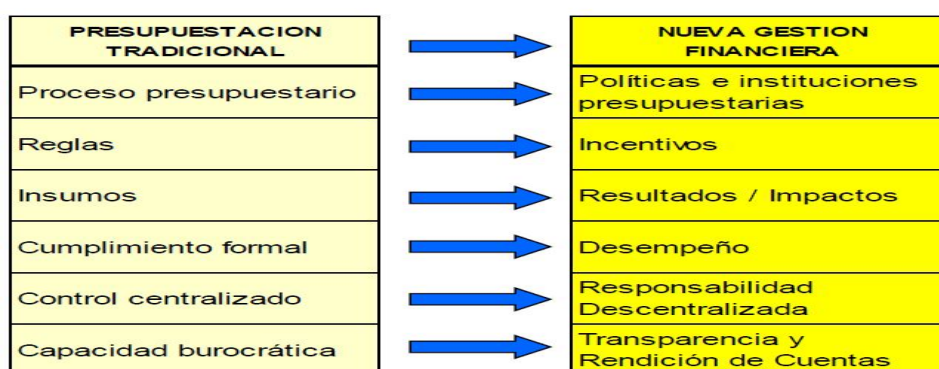 PRESUPUESTACION
TRADICIONAL
NUEVA GESTION
FINANCIERA
Proceso presupuestario
Políticas e instituciones
presupuestarias
Reglas
Incentivos
Insumos
Resultados / Impactos
Cumplimiento formal
Desempeño
Control centralizado
Responsabilidad
Descentralizada
Capacidad burocrática
Transparencia y
Rendición de Cuentas